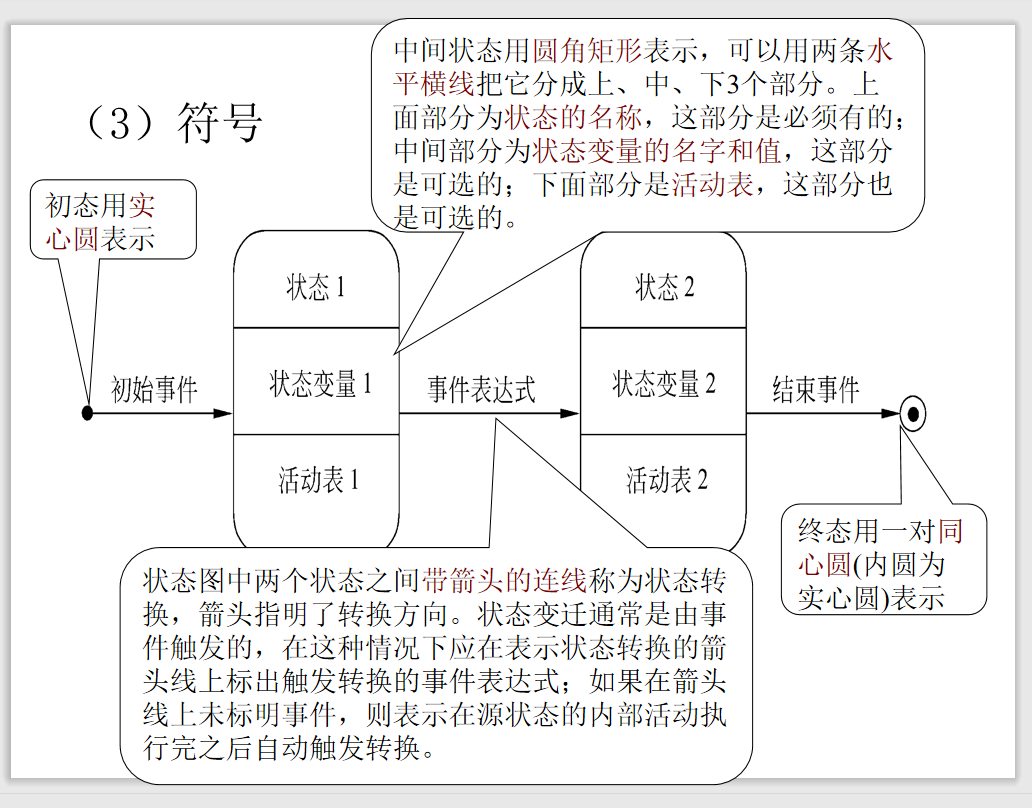 （3）符号
中间状态用圆角矩形表示，可以用两条水
平横线把它分成上、中、下3个部分。上
面部分为状态的名称，这部分是必须有的；
中间部分为状态变量的名字和值，这部分
是可选的；下面部分是活动表，这部分也
是可选的。
初态用实
心圆表示
状态 1
状态 2
初始事件
状态变量 1
事件表达式
状态变量 2
结束事件
活动表 1
活动表 2
终态用一对同
心圆(内圆为
实心圆)表示
状态图中两个状态之间带箭头的连线称为状态转
换，箭头指明了转换方向。状态变迁通常是由事
件触发的，在这种情况下应在表示状态转换的箭
头线上标出触发转换的事件表达式；如果在箭头
线上未标明事件，则表示在源状态的内部活动执
行完之后自动触发转换。